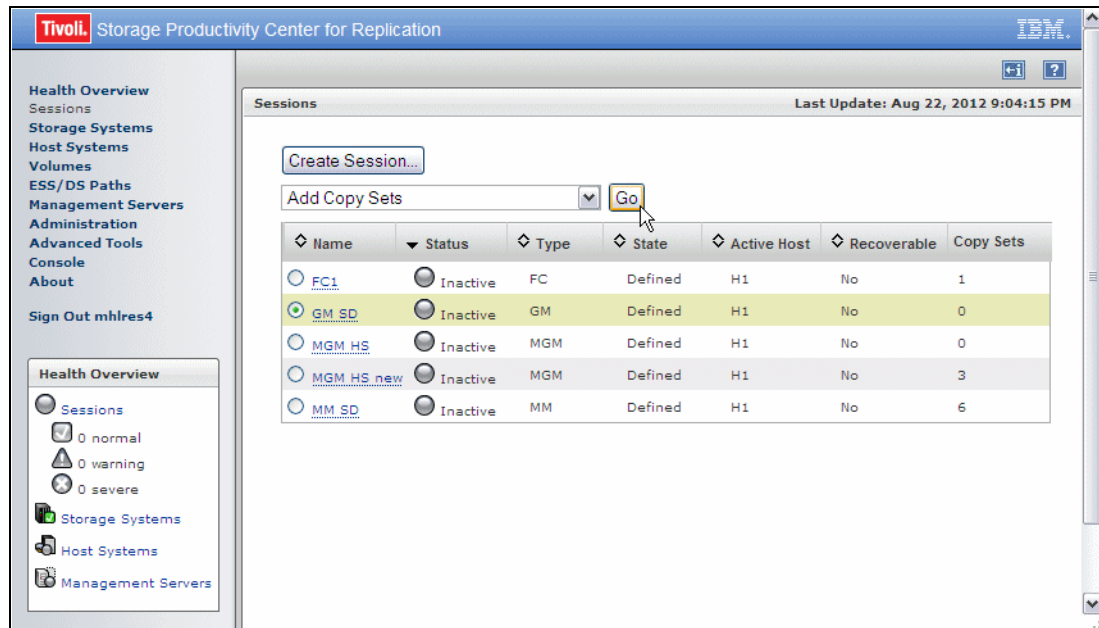 Tivoli. Storage Productivity Center for Replication
IBM.
Health Overview
Sessions
Storage Systems
Host Systems
Volumes
ESS/DS Paths
Management Servers
Administration
Advanced Tools
Console
About
Sign Out mhlres4
Health Overview
Sessions
0 normal
0 warning
0 severe
Storage Systems
Host Systems
Management Servers
i ?
Sessions Last Update: Aug 22, 2012 9:04:15 PM
Create Session...
Add Copy Sets Go
Name Status Type State Active Host Recoverable Copy Sets
FC1 Inactive FC Defined H1 No 1
GM SD Inactive GM Defined H1 No 0
MGM HS Inactive MGM Defined H1 No 0
MGM HS new Inactive MGM Defined H1 No 3
MM SD Inactive MM Defined H1 No 6